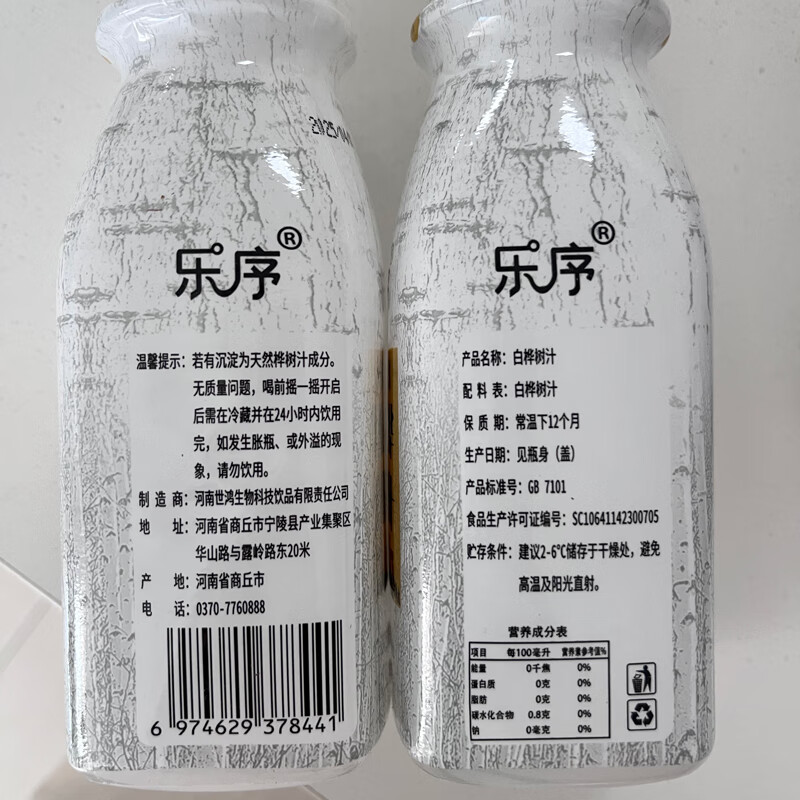 2025/
乐序®
温馨提示：若有沉淀为天然桦树汁成分。
无质量问题，喝前摇一摇开启
后需在冷藏并在24小时内饮用
完，如发生胀瓶、或外溢的现
象，请勿饮用。
制 造 商：河南世鸿生物科技饮品有限责任公司
地 址：河南省商丘市宁陵县产业集聚区
华山路与露岭路东20米
产 地：河南省商丘市
电 话：0370-7760888
6 974629 378441
乐序®
产品名称：白桦树汁
配 料 表：白桦树汁
保 质 期：常温下12个月
生产日期：见瓶身（盖）
产品标准号：GB 7101
食品生产许可证编号：SC10641142300705
贮存条件：建议2-6℃储存于干燥处，避免
高温及阳光直射。
营养成分表
项目 每100毫升 营养素参考值%
能量 0千焦 0%
蛋白质 0克 0%
脂肪 0克 0%
碳水化合物 0.8克 0%
钠 0毫克 0%